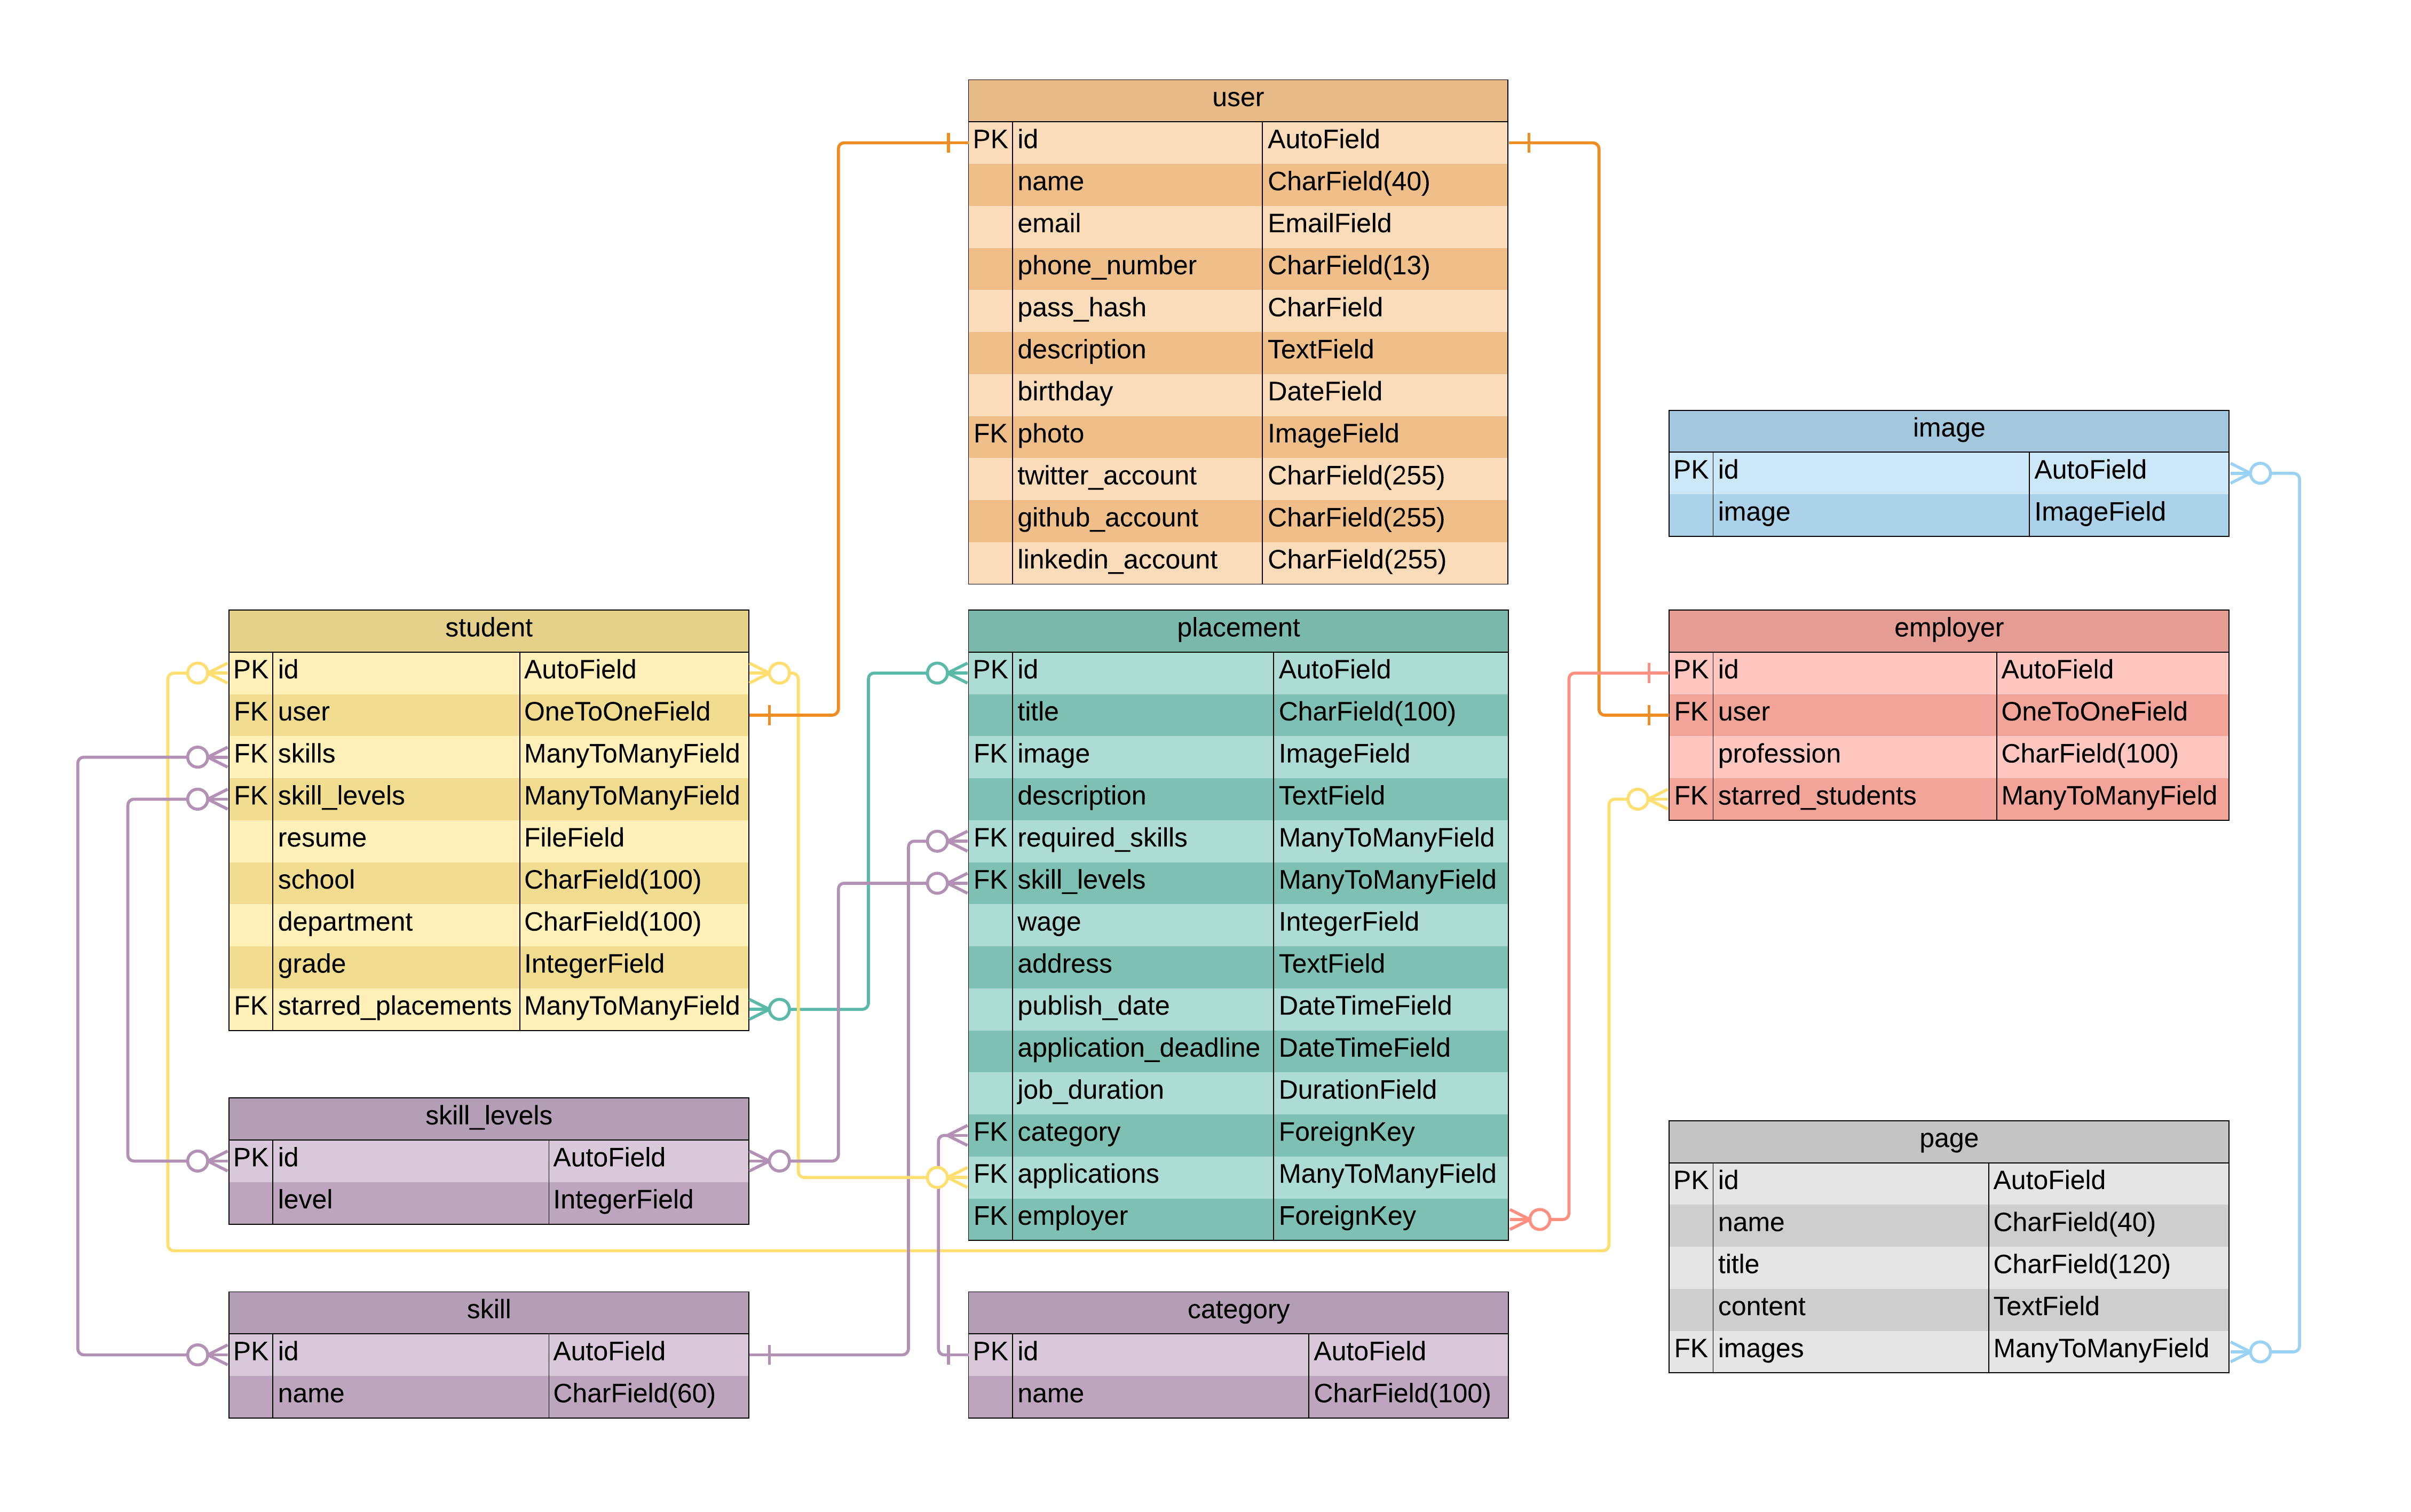 user
PK id AutoField
name CharField(40)
email EmailField
phone_number CharField(13)
pass_hash CharField
description TextField
birthday DateField
FK photo ImageField
twitter_account CharField(255)
github_account CharField(255)
linkedin_account CharField(255)
image
PK id AutoField
image ImageField
student
PK id AutoField
FK user OneToOneField
FK skills ManyToManyField
FK skill_levels ManyToManyField
resume FileField
school CharField(100)
department CharField(100)
grade IntegerField
FK starred_placements ManyToManyField
placement
PK id AutoField
title CharField(100)
FK image ImageField
description TextField
FK required_skills ManyToManyField
FK skill_levels ManyToManyField
wage IntegerField
address TextField
publish_date DateTimeField
application_deadline DateTimeField
job_duration DurationField
FK category ForeignKey
FK applications ManyToManyField
FK employer ForeignKey
employer
PK id AutoField
FK user OneToOneField
profession CharField(100)
FK starred_students ManyToManyField
skill_levels
PK id AutoField
level IntegerField
page
PK id AutoField
name CharField(40)
title CharField(120)
content TextField
FK images ManyToManyField
skill
PK id AutoField
name CharField(60)
category
PK id AutoField
name CharField(100)